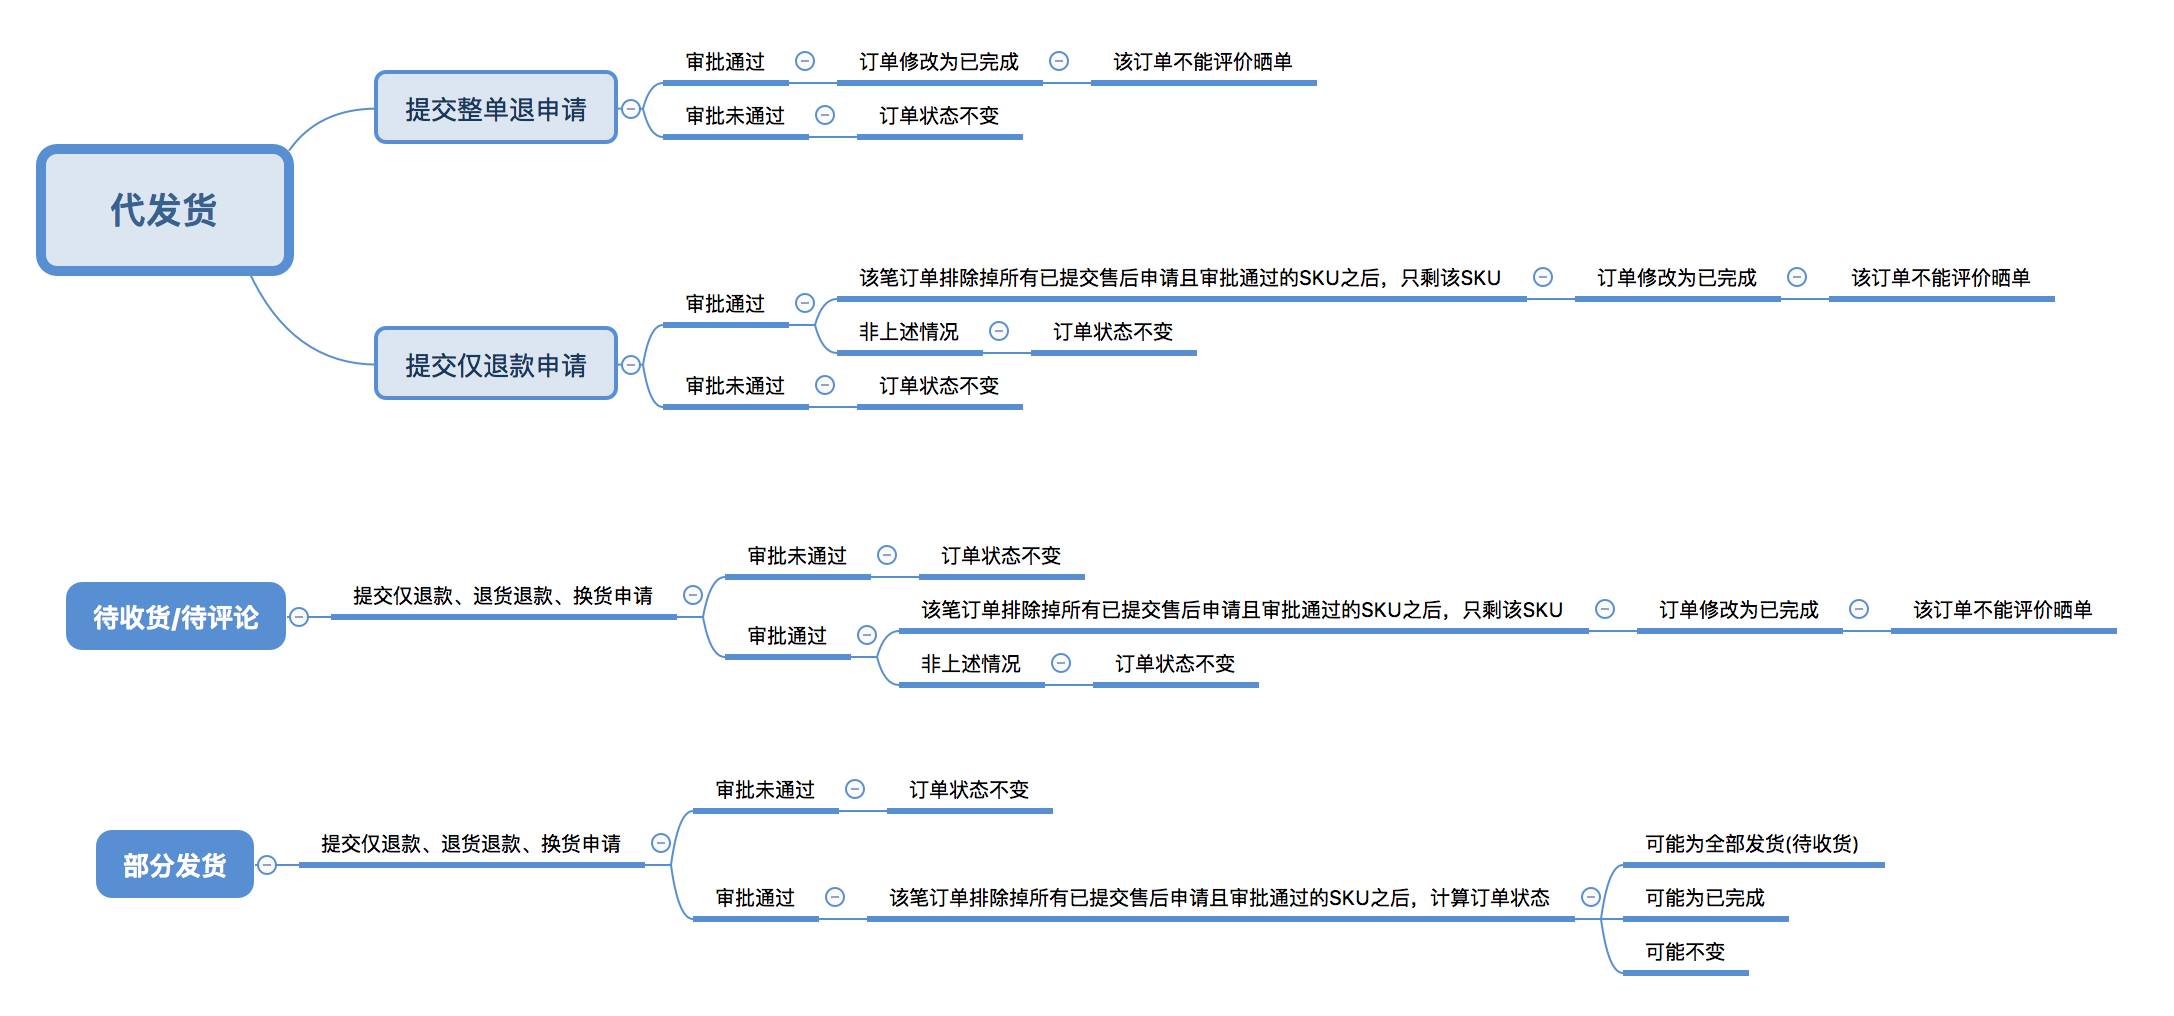 代发货
提交整单退申请
审批通过
订单修改为已完成
该订单不能评价晒单
审批未通过
订单状态不变
提交仅退款申请
审批通过
该笔订单排除掉所有已提交售后申请且审批通过的SKU之后，只剩该SKU
订单修改为已完成
该订单不能评价晒单
非上述情况
订单状态不变
审批未通过
订单状态不变
待收货/待评论
提交仅退款、退货退款、换货申请
审批未通过
订单状态不变
审批通过
该笔订单排除掉所有已提交售后申请且审批通过的SKU之后，只剩该SKU
订单修改为已完成
该订单不能评价晒单
非上述情况
订单状态不变
部分发货
提交仅退款、退货退款、换货申请
审批未通过
订单状态不变
审批通过
该笔订单排除掉所有已提交售后申请且审批通过的SKU之后，计算订单状态
可能为全部发货(待收货)
可能为已完成
可能不变